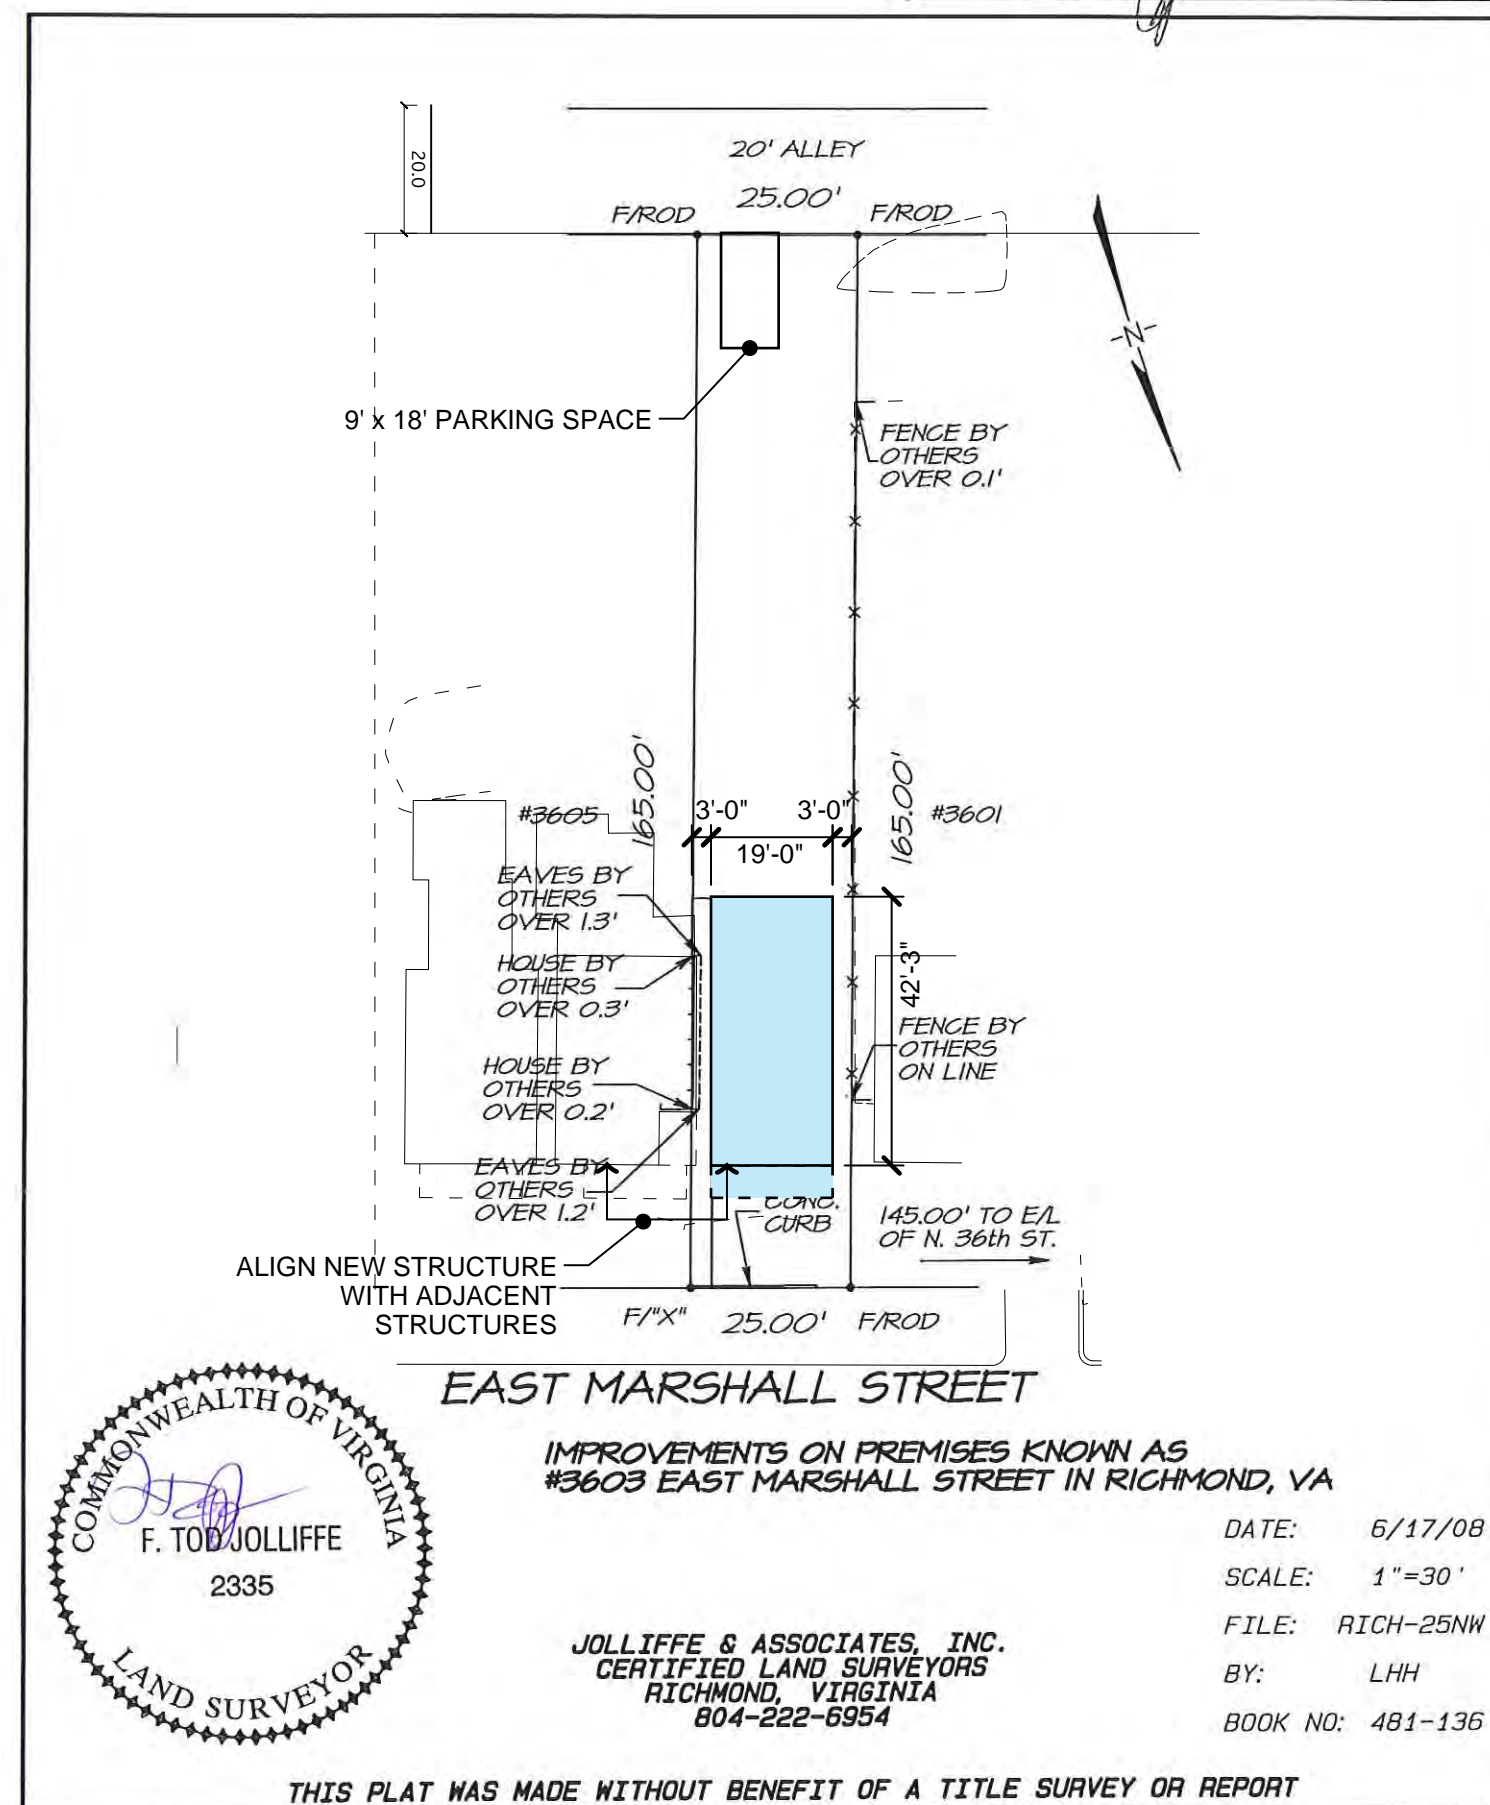 20' ALLEY
20.0
25.00'
F/ROD
F/ROD
N
9' x 18' PARKING SPACE
FENCE BY
OTHERS
OVER 0.1'
165.00'
165.00'
#3605
3'-0"
3'-0"
#3601
19'-0"
EAVES BY
OTHERS
OVER 1.3'
42'-3"
HOUSE BY
OTHERS
OVER 0.3'
FENCE BY
OTHERS
ON LINE
HOUSE BY
OTHERS
OVER 0.2'
EAVES BY
OTHERS
OVER 1.2'
CONC.
CURB
145.00' TO E/L
OF N. 36th ST.
ALIGN NEW STRUCTURE
WITH ADJACENT
STRUCTURES
F/"X"
25.00'
F/ROD
EAST MARSHALL STREET
COMMONWEALTH OF VIRGINIA
F. TOD JOLLIFFE
2335
LAND SURVEYOR
IMPROVEMENTS ON PREMISES KNOWN AS
#3603 EAST MARSHALL STREET IN RICHMOND, VA
DATE: 6/17/08
SCALE: 1"=30'
FILE: RICH-25NW
BY: LHH
BOOK NO: 481-136
JOLLIFFE & ASSOCIATES, INC.
CERTIFIED LAND SURVEYORS
RICHMOND, VIRGINIA
804-222-6954
THIS PLAT WAS MADE WITHOUT BENEFIT OF A TITLE SURVEY OR REPORT